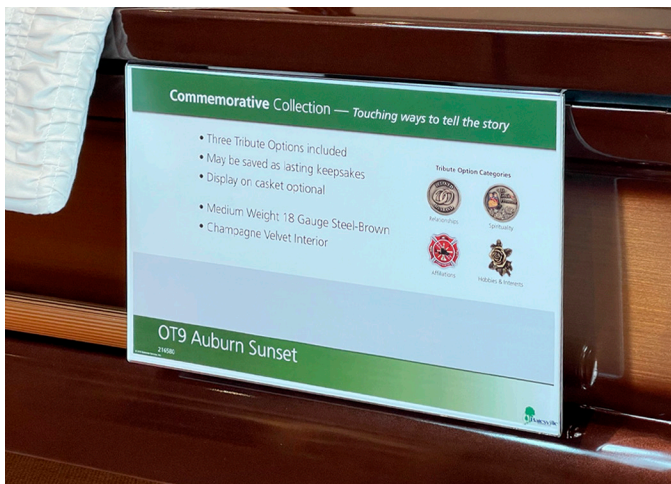 Commemorative Collection — Touching ways to tell the story
• Three Tribute Options included
• May be saved as lasting keepsakes
• Display on casket optional
• Medium Weight 18 Gauge Steel-Brown
• Champagne Velvet Interior
Tribute Option Categories
Relationships
Spirituality
Affiliations
Hobbies & Interests
OT9 Auburn Sunset
214586
Batesville